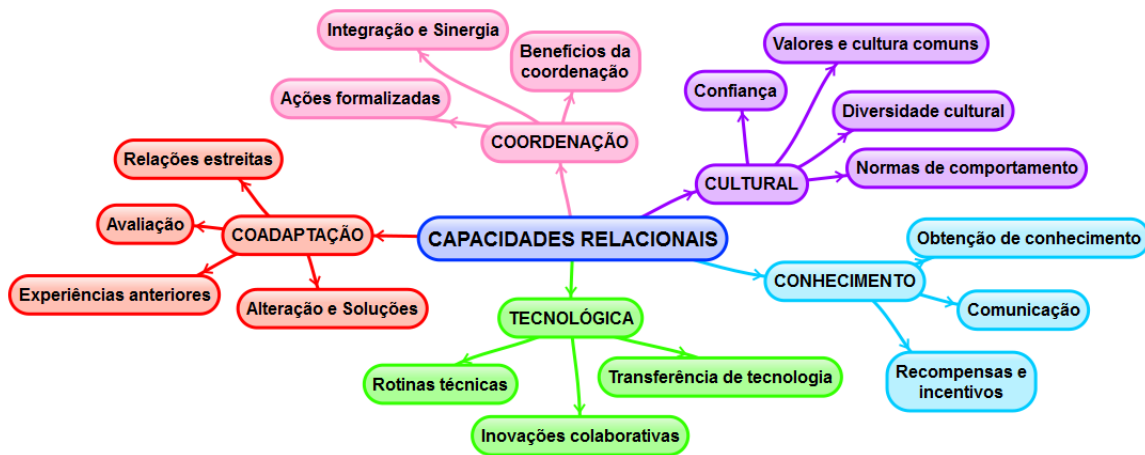 Integração e Sinergia
Benefícios da
coordenação
Ações formalizadas
COORDENAÇÃO
Valores e cultura comuns
Confiança
Diversidade cultural
Normas de comportamento
CULTURAL
Relações estreitas
Avaliação
COADAPTAÇÃO
Experiências anteriores
Alteração e Soluções
CAPACIDADES RELACIONAIS
Obtenção de conhecimento
CONHECIMENTO
Comunicação
Recompensas e
incentivos
TECNOLÓGICA
Rotinas técnicas
Transferência de tecnologia
Inovações colaborativas